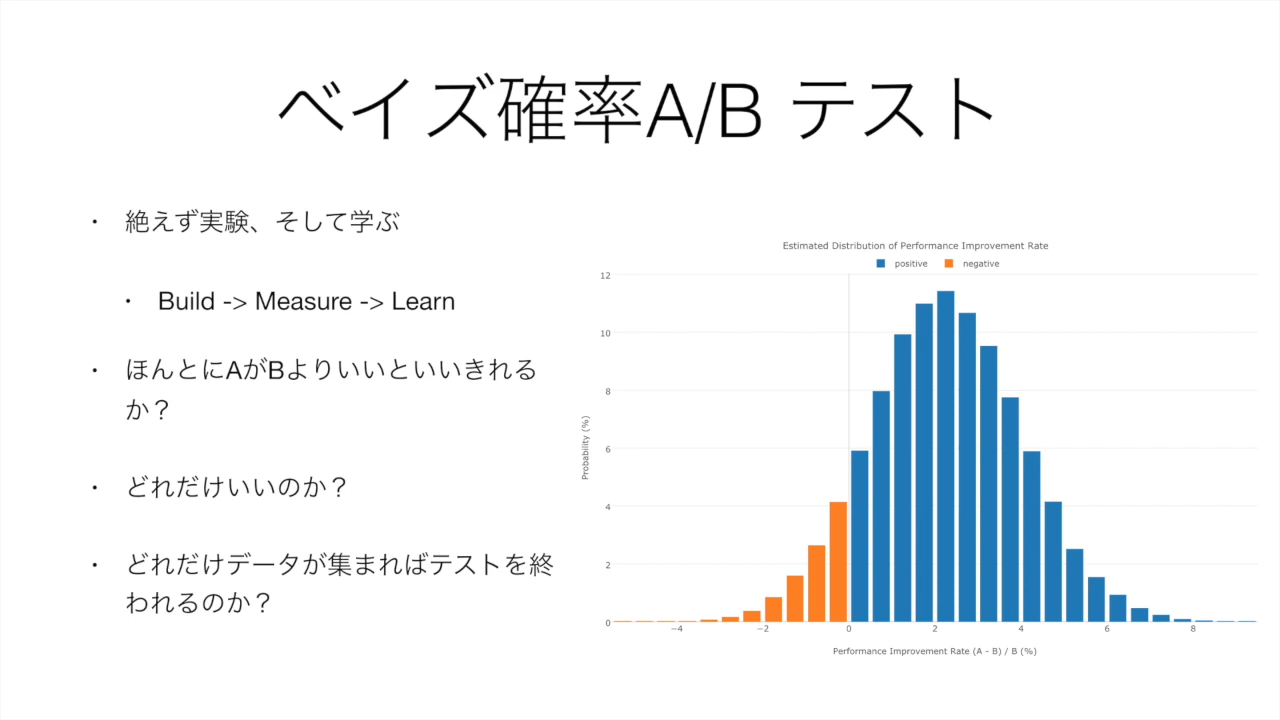 ベイズ確率A/B テスト
・ 絶えず実験、そして学ぶ
・ Build -> Measure -> Learn
・ ほんとにAがBよりいいといいきれる
か？
・ どれだけいいのか？
・ どれだけデータが集まればテストを終
われるのか？
Estimated Distribution of Performance Improvement Rate
positive negative
12
10
8
6
4
2
0
Probability (%)
−4 −2 0 2 4 6 8
Performance Improvement Rate (A - B) / B (%)